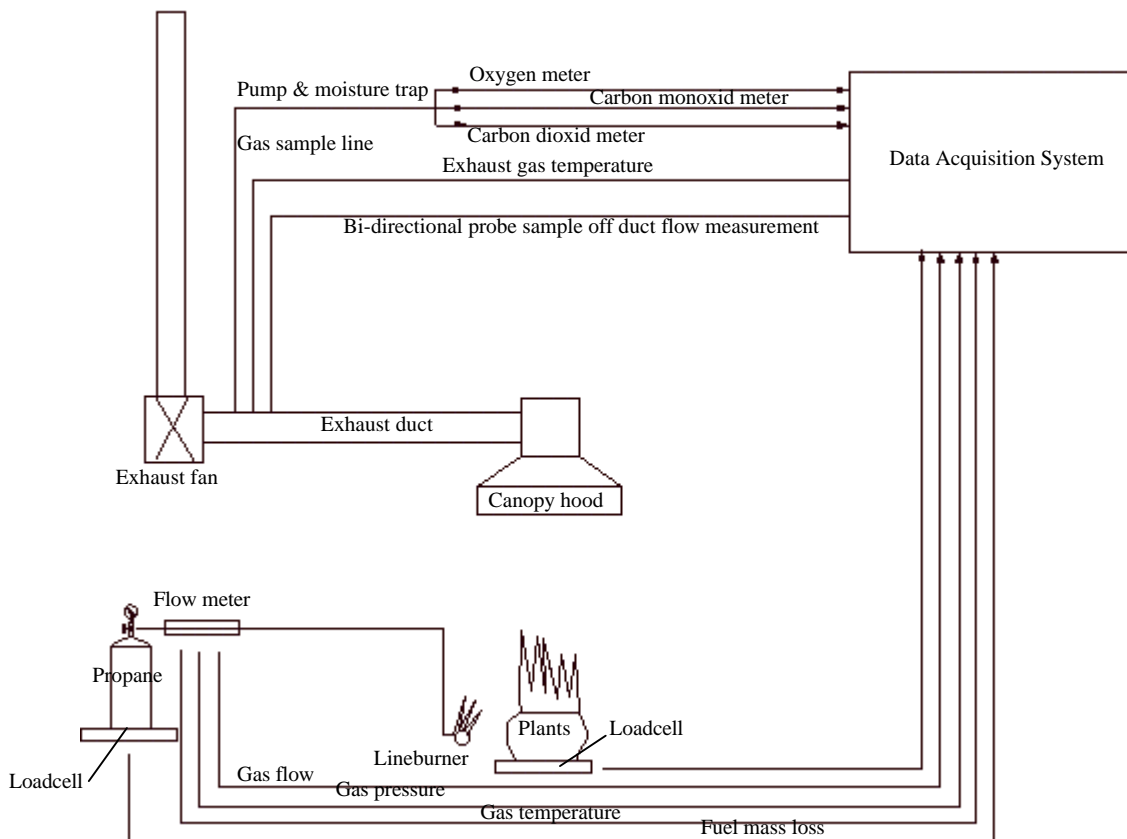 Oxygen meter
Pump & moisture trap
Carbon monoxid meter
Carbon dioxid meter
Gas sample line
Data Acquisition System
Exhaust gas temperature
Bi-directional probe sample off duct flow measurement
Exhaust duct
Exhaust fan
Canopy hood
Flow meter
Propane
Plants
Loadcell
Lineburner
Loadcell
Gas flow
Gas pressure
Gas temperature
Fuel mass loss